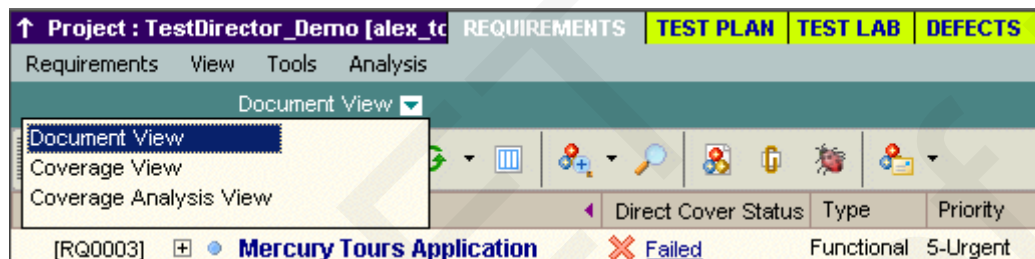 ↑ Project : TestDirector_Demo [alex_tc REQUIREMENTS TEST PLAN TEST LAB DEFECTS
Requirements View Tools Analysis
Document View
Document View
Coverage View
Coverage Analysis View
Direct Cover Status Type Priority
[RQ0003] Mercury Tours Application Failed Functional 5-Urgent